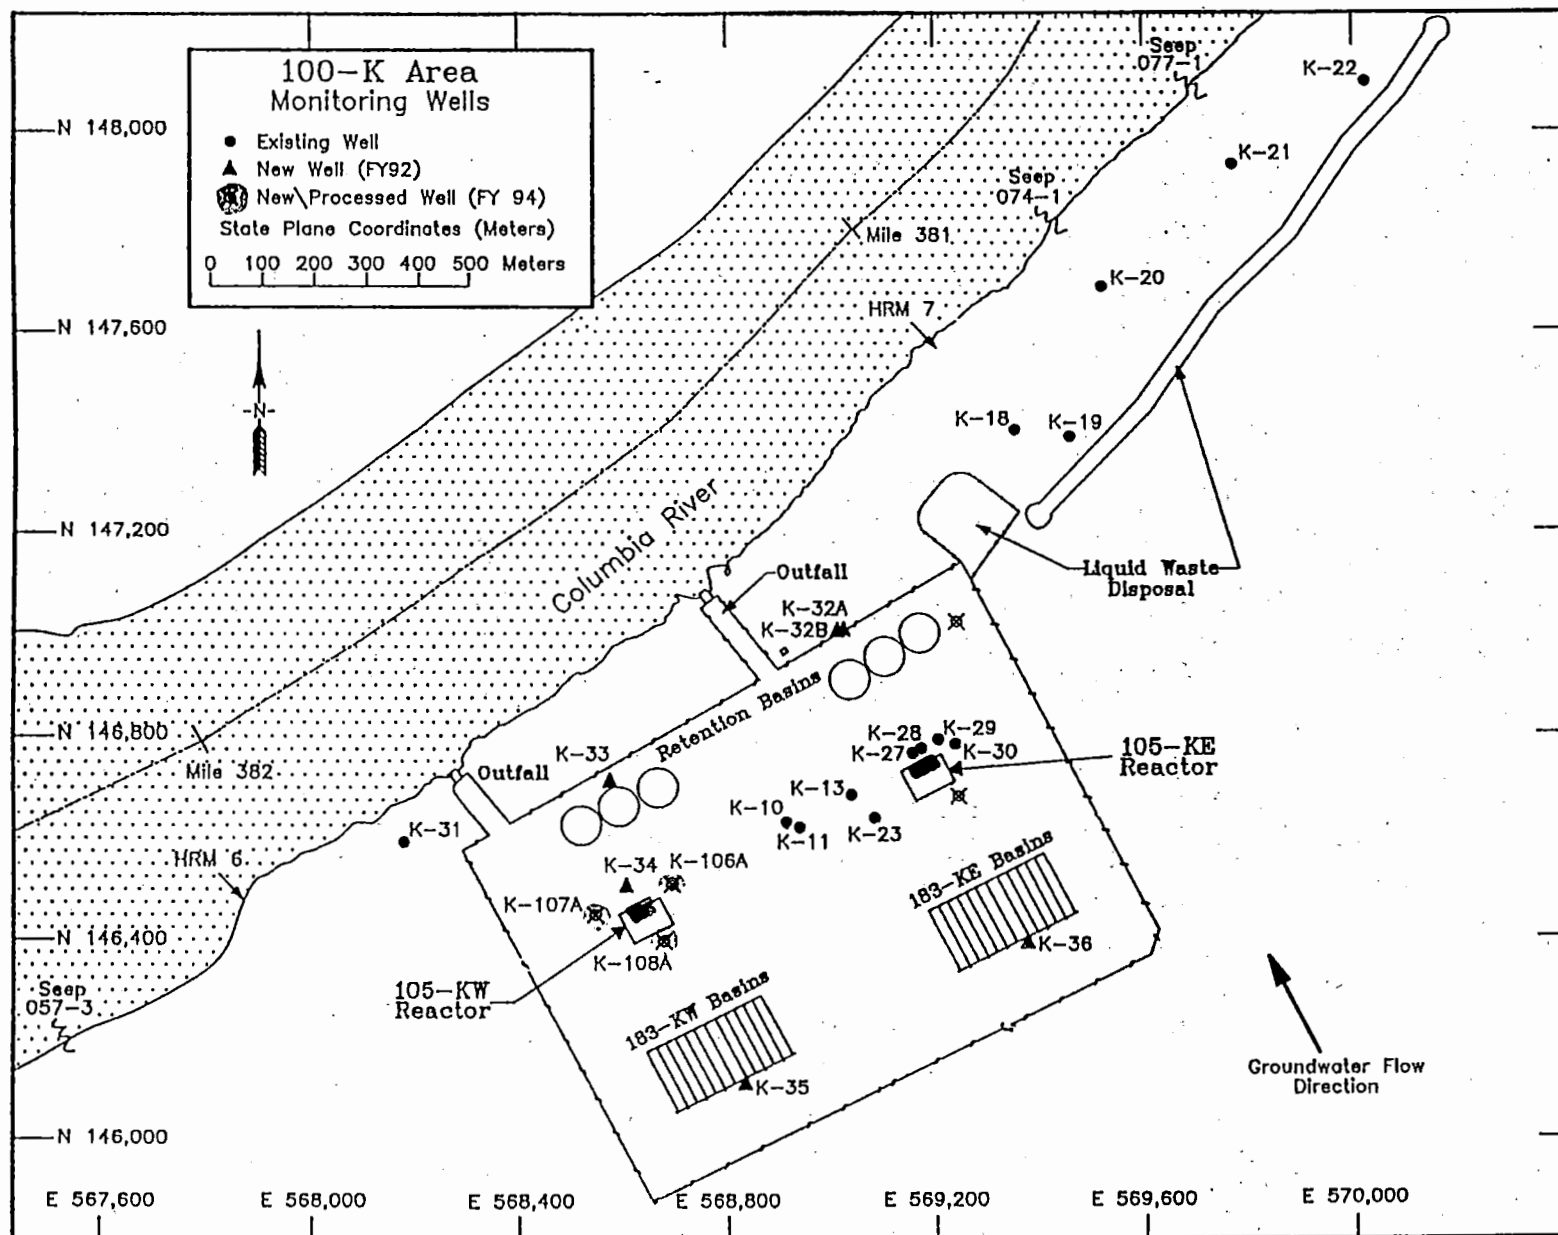 100-K Area
Monitoring Wells
Existing Well
New Well (FY92)
New\Processed Well (FY 94)
State Plane Coordinates (Meters)
0 100 200 300 400 500 Meters
Seep
077-1
K-22
N 148,000
K-21
Seep
074-1
Mile 381
K-20
HRM 7
N 147,600
-N-
K-18
K-19
Columbia River
N 147,200
Outfall
Liquid Waste
Disposal
K-32A
K-32B
Retention Basins
N 146,800
K-28
K-29
K-27
K-30
105-KE
Reactor
K-33
Mile 382
Outfall
K-13
K-10
K-11
K-23
K-31
HRM 6
K-34
K-106A
183-KE Basins
K-107A
N 146,400
K-36
K-108A
Seep
057-3
105-KW
Reactor
183-KW Basins
Groundwater Flow
Direction
K-35
N 146,000
E 567,600
E 568,000
E 568,400
E 568,800
E 569,200
E 569,600
E 570,000